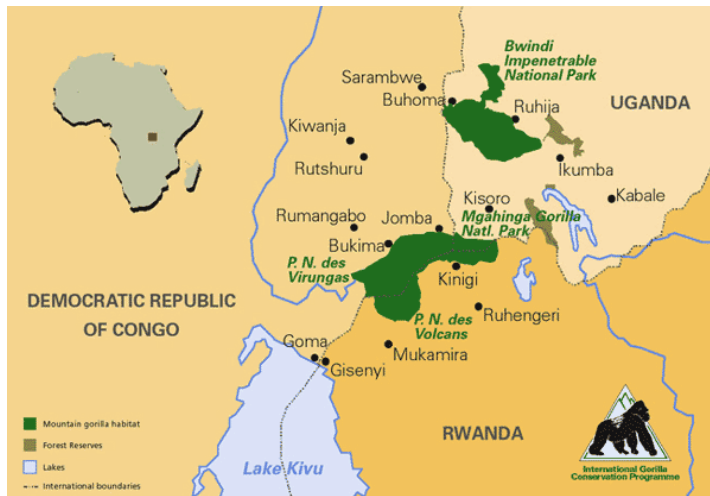 Bwindi
Impenetrable
National Park
Sarambwe
Buhoma
Ruhija
UGANDA
Kiwanja
Rutshuru
Ikumba
Kisoro
Kabale
Rumangabo
Jomba
Mgahinga Gorilla
Natl. Park
Bukima
P. N. des
Virungas
Kinigi
DEMOCRATIC REPUBLIC
OF CONGO
P. N. des
Volcans
Ruhengeri
Goma
Gisenyi
Mukamira
Mountain gorilla habitat
Forest Reserves
Lakes
International boundaries
Lake Kivu
RWANDA
International Gorilla
Conservation Programme